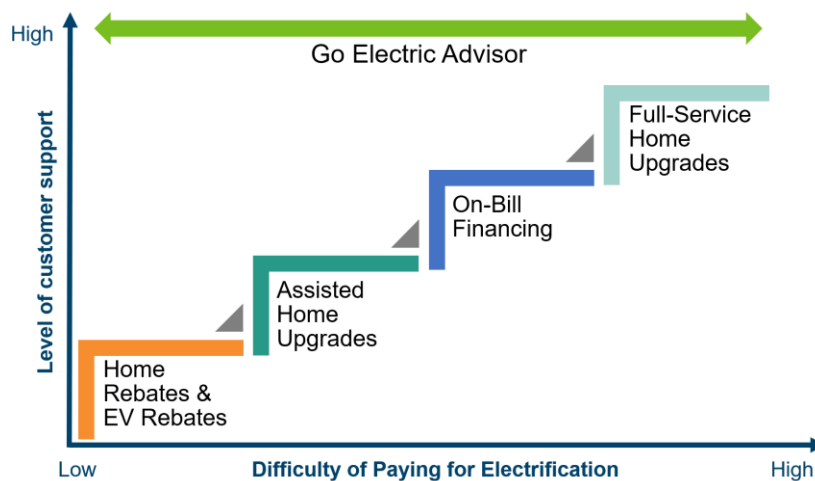 High
Go Electric Advisor
Full-Service
Home
Upgrades
On-Bill
Financing
Assisted
Home
Upgrades
Home
Rebates &
EV Rebates
Level of customer support
Low
Difficulty of Paying for Electrification
High